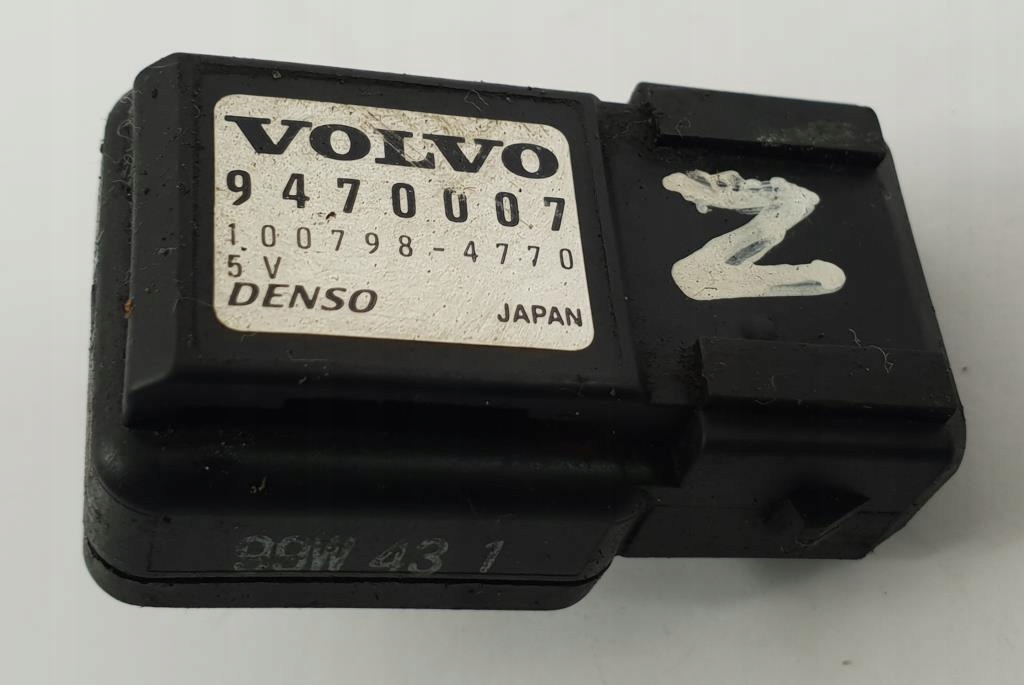 VOLVO
9470007
100798-4770
5V
DENSO JAPAN
Z
99W 43 1